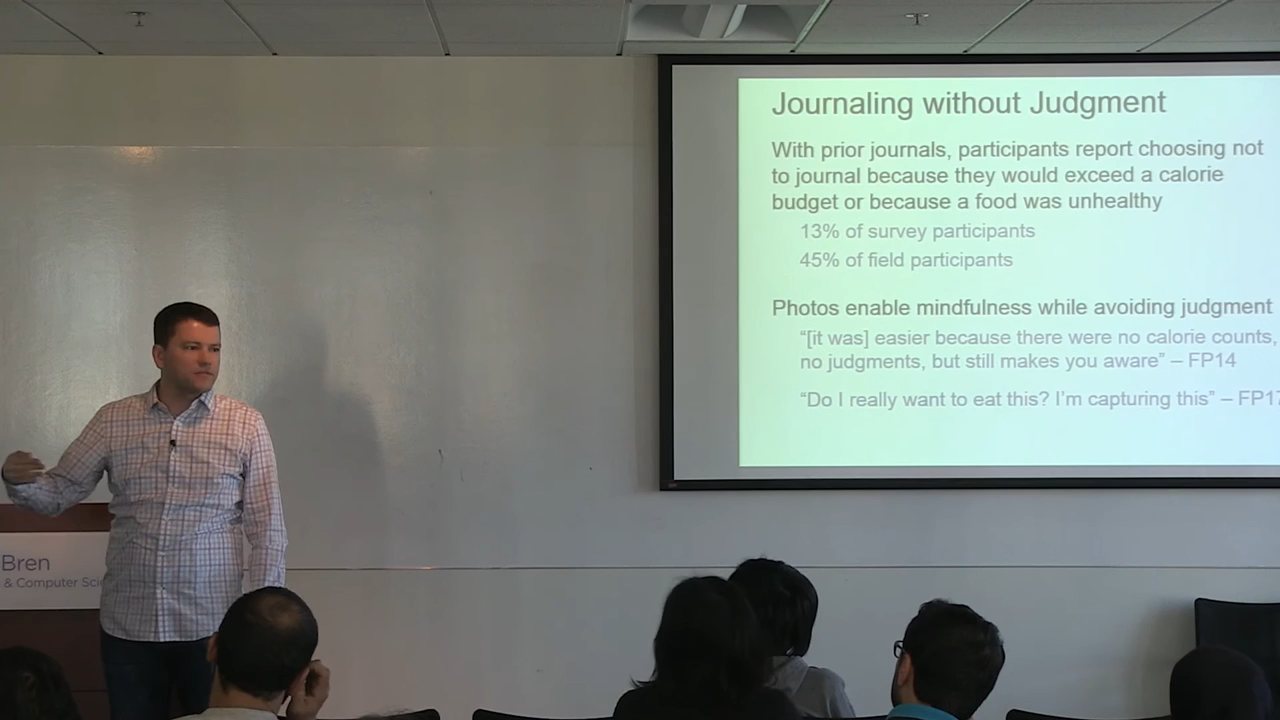 Journaling without Judgment
With prior journals, participants report choosing not
to journal because they would exceed a calorie
budget or because a food was unhealthy
13% of survey participants
45% of field participants
Photos enable mindfulness while avoiding judgment
“[it was] easier because there were no calorie counts,
no judgments, but still makes you aware” – FP14
“Do I really want to eat this? I’m capturing this” – FP17
Bren
& Computer Sci